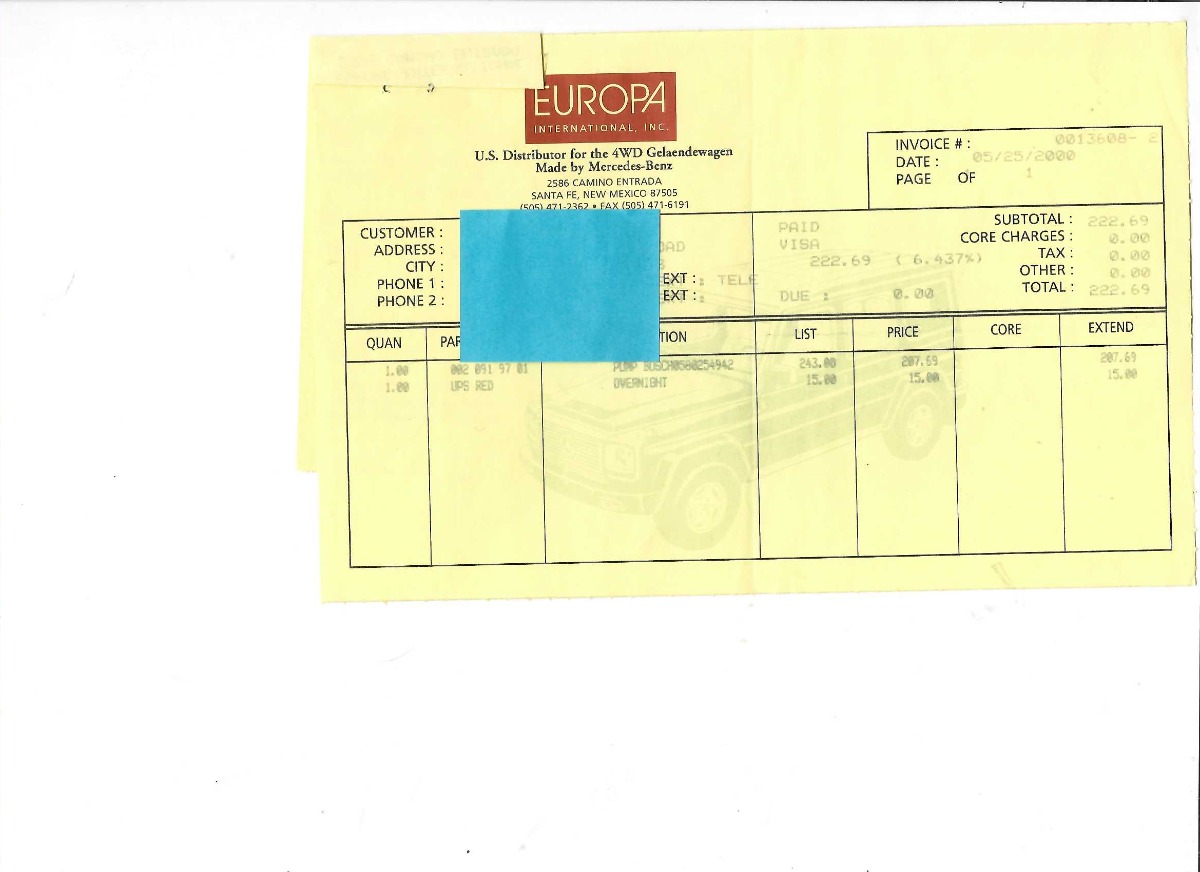 EUROPA
INTERNATIONAL, INC.
U.S. Distributor for the 4WD Gelaendewagen
Made by Mercedes-Benz
2586 CAMINO ENTRADA
SANTA FE, NEW MEXICO 87505
(505) 471-2362 • FAX (505) 471-6191
INVOICE # : 0013608- 2
DATE : 05/25/2000
PAGE OF 1
CUSTOMER :
ADDRESS : OAD
CITY :
PHONE 1 : EXT : TELE
PHONE 2 : EXT :
PAID
VISA
222.69 ( 6.437%)
DUE : 0.00
SUBTOTAL : 222.69
CORE CHARGES : 0.00
TAX : 0.00
OTHER : 0.00
TOTAL : 222.69
QUAN PAR TION LIST PRICE CORE EXTEND
1.00 002 091 97 01 PUMP BOSCH0580254942 243.00 207.69 207.69
1.00 UPS RED OVERNIGHT 15.00 15.00 15.00